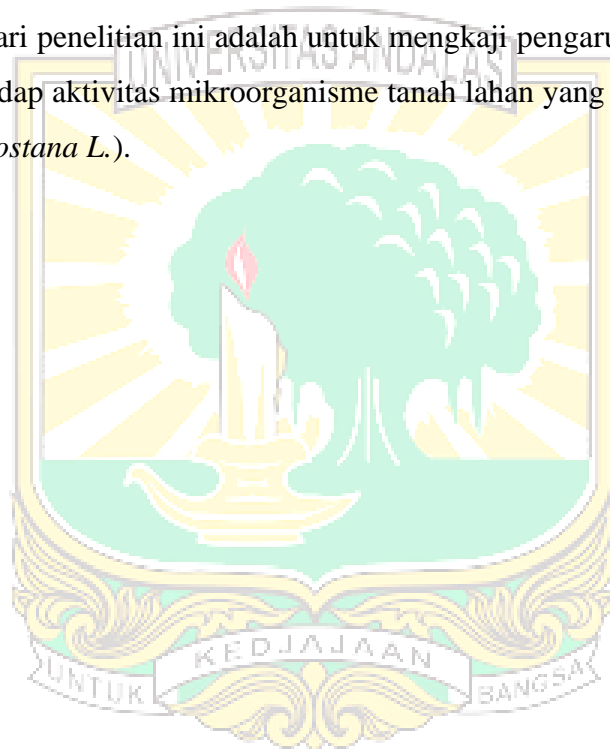 ari penelitian ini adalah untuk mengkaji pengaru
UNIVERSITAS ANDALAS
dap aktivitas mikroorganisme tanah lahan yang
ostana L.).
KEDJAJAAN
UNTUK BANGSA